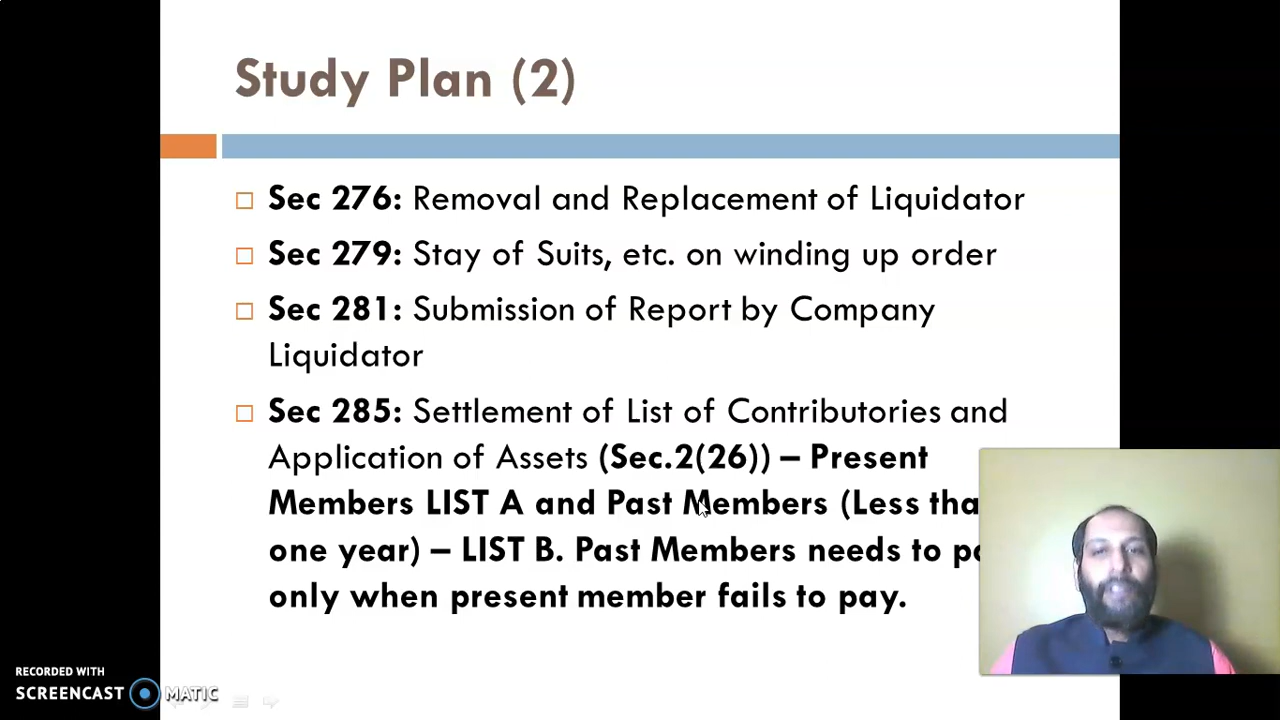 Study Plan (2)
Sec 276: Removal and Replacement of Liquidator
Sec 279: Stay of Suits, etc. on winding up order
Sec 281: Submission of Report by Company
Liquidator
Sec 285: Settlement of List of Contributories and
Application of Assets (Sec.2(26)) – Present
Members LIST A and Past Members (Less
one year) – LIST B. Past Members needs to
only when present member fails to pay.
RECORDED WITH
SCREENCAST MATIC